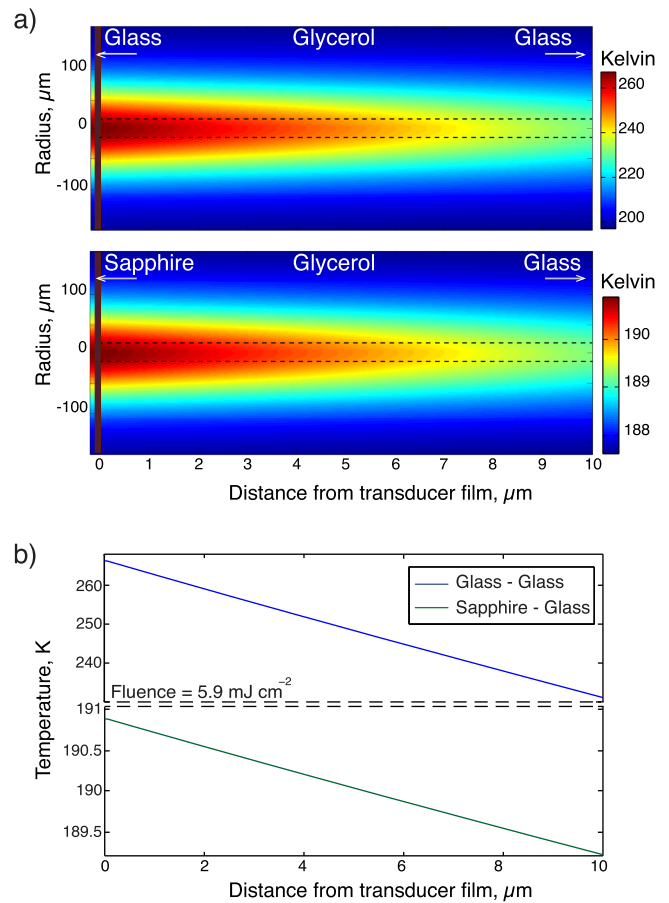 a)
Glass Glycerol Glass
Kelvin
100
0
-100
Radius, µm
260
240
220
200
Sapphire Glycerol Glass
Kelvin
100
0
-100
Radius, µm
190
189
188
0 1 2 3 4 5 6 7 8 9 10
Distance from transducer film, µm
b)
Glass - Glass
Sapphire - Glass
260
250
240
Fluence = 5.9 mJ cm⁻²
191
190.5
190
189.5
Temperature, K
0 2 4 6 8 10
Distance from transducer film, µm